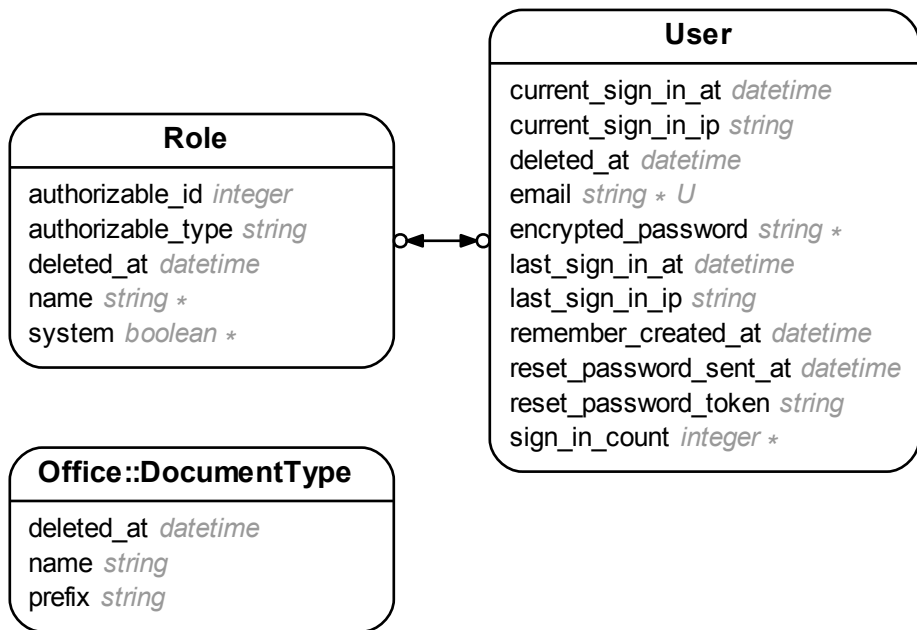 Role
authorizable_id integer
authorizable_type string
deleted_at datetime
name string *
system boolean *
User
current_sign_in_at datetime
current_sign_in_ip string
deleted_at datetime
email string * U
encrypted_password string *
last_sign_in_at datetime
last_sign_in_ip string
remember_created_at datetime
reset_password_sent_at datetime
reset_password_token string
sign_in_count integer *
Office::DocumentType
deleted_at datetime
name string
prefix string